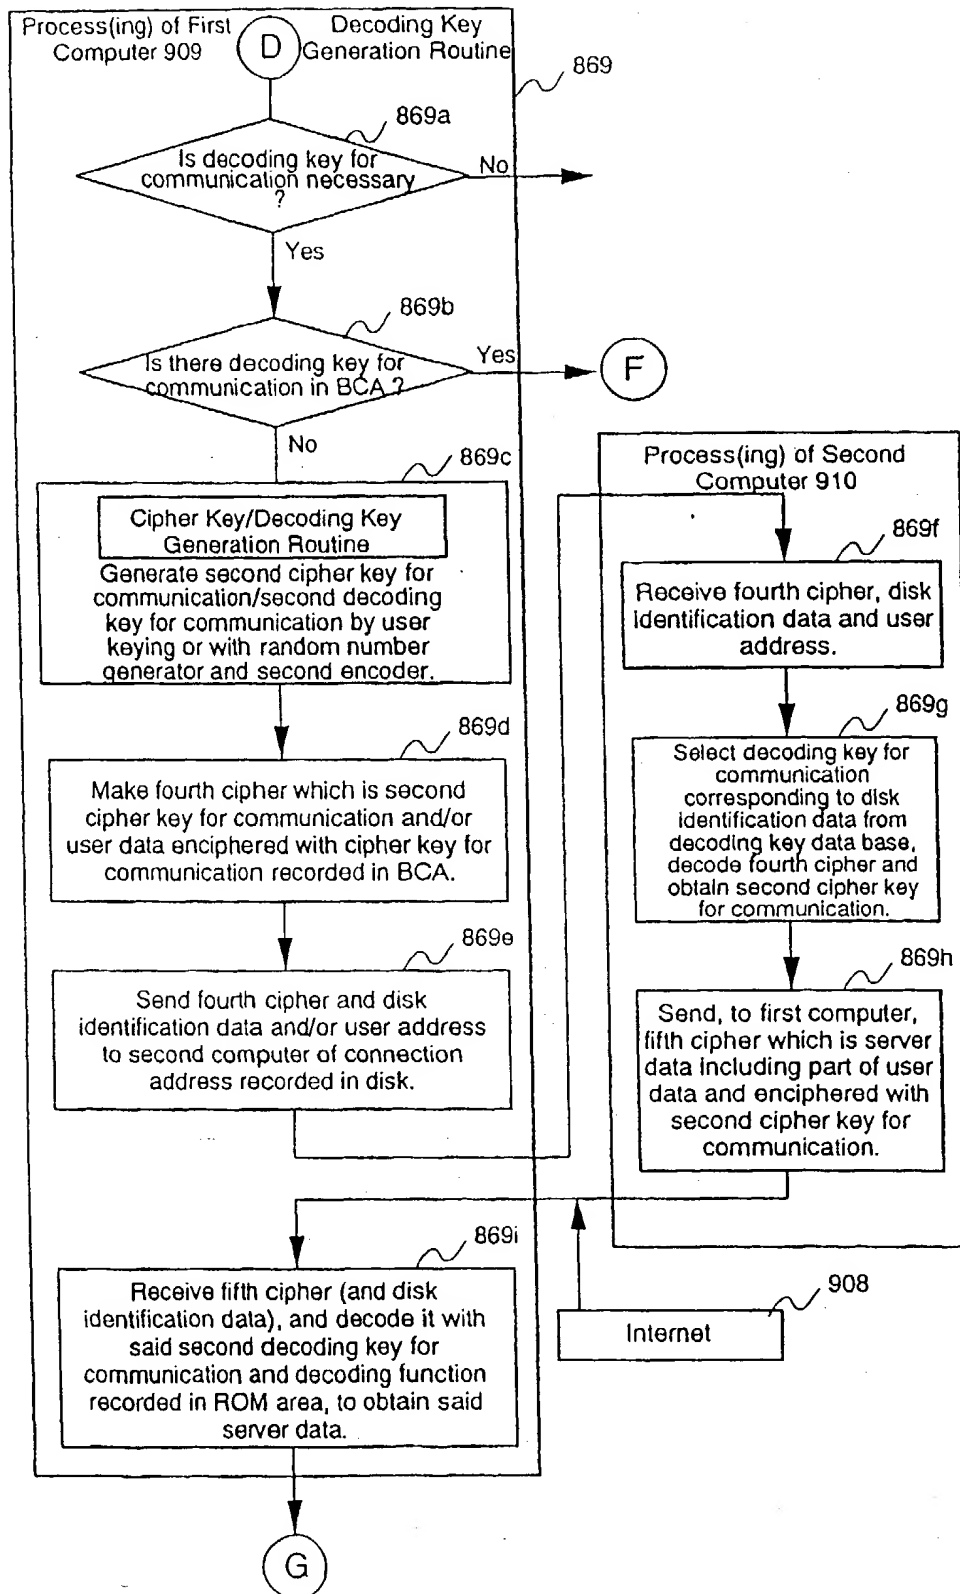 Process(ing) of First
Computer 909
D
Decoding Key
Generation Routine
869
869a
Is decoding key for
communication necessary
?
No
Yes
869b
Is there decoding key for
communication in BCA ?
Yes
F
No
869c
Cipher Key/Decoding Key
Generation Routine
Generate second cipher key for
communication/second decoding
key for communication by user
keying or with random number
generator and second encoder.
869d
Make fourth cipher which is second
cipher key for communication and/or
user data enciphered with cipher key for
communication recorded in BCA.
869e
Send fourth cipher and disk
identification data and/or user address
to second computer of connection
address recorded in disk.
Process(ing) of Second
Computer 910
869f
Receive fourth cipher, disk
identification data and user
address.
869g
Select decoding key for
communication
corresponding to disk
identification data from
decoding key data base,
decode fourth cipher and
obtain second cipher key
for communication.
869h
Send, to first computer,
fifth cipher which is server
data including part of user
data and enciphered with
second cipher key for
communication.
869i
Receive fifth cipher (and disk
identification data), and decode it with
said second decoding key for
communication and decoding function
recorded in ROM area, to obtain said
server data.
908
Internet
G